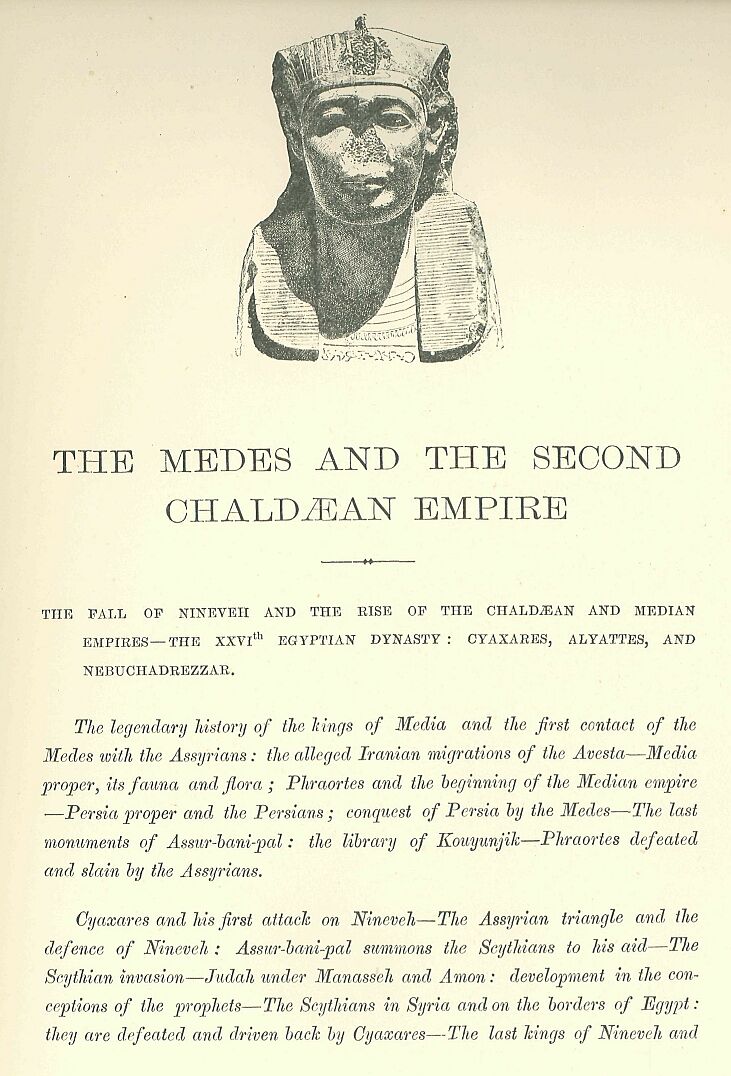 THE MEDES AND THE SECOND
CHALDÆAN EMPIRE
THE FALL OF NINEVEH AND THE RISE OF THE CHALDÆAN AND MEDIAN
EMPIRES—THE XXVIth EGYPTIAN DYNASTY: CYAXARES, ALYATTES, AND
NEBUCHADREZZAR.
The legendary history of the kings of Media and the first contact of the
Medes with the Assyrians: the alleged Iranian migrations of the Avesta—Media
proper, its fauna and flora; Phraortes and the beginning of the Median empire
—Persia proper and the Persians; conquest of Persia by the Medes—The last
monuments of Assur-bani-pal: the library of Kouyunjik—Phraortes defeated
and slain by the Assyrians.
Cyaxares and his first attack on Nineveh—The Assyrian triangle and the
defence of Nineveh: Assur-bani-pal summons the Scythians to his aid—The
Scythian invasion—Judah under Manasseh and Amon: development in the con-
ceptions of the prophets—The Scythians in Syria and on the borders of Egypt:
they are defeated and driven back by Cyaxares—The last kings of Nineveh and